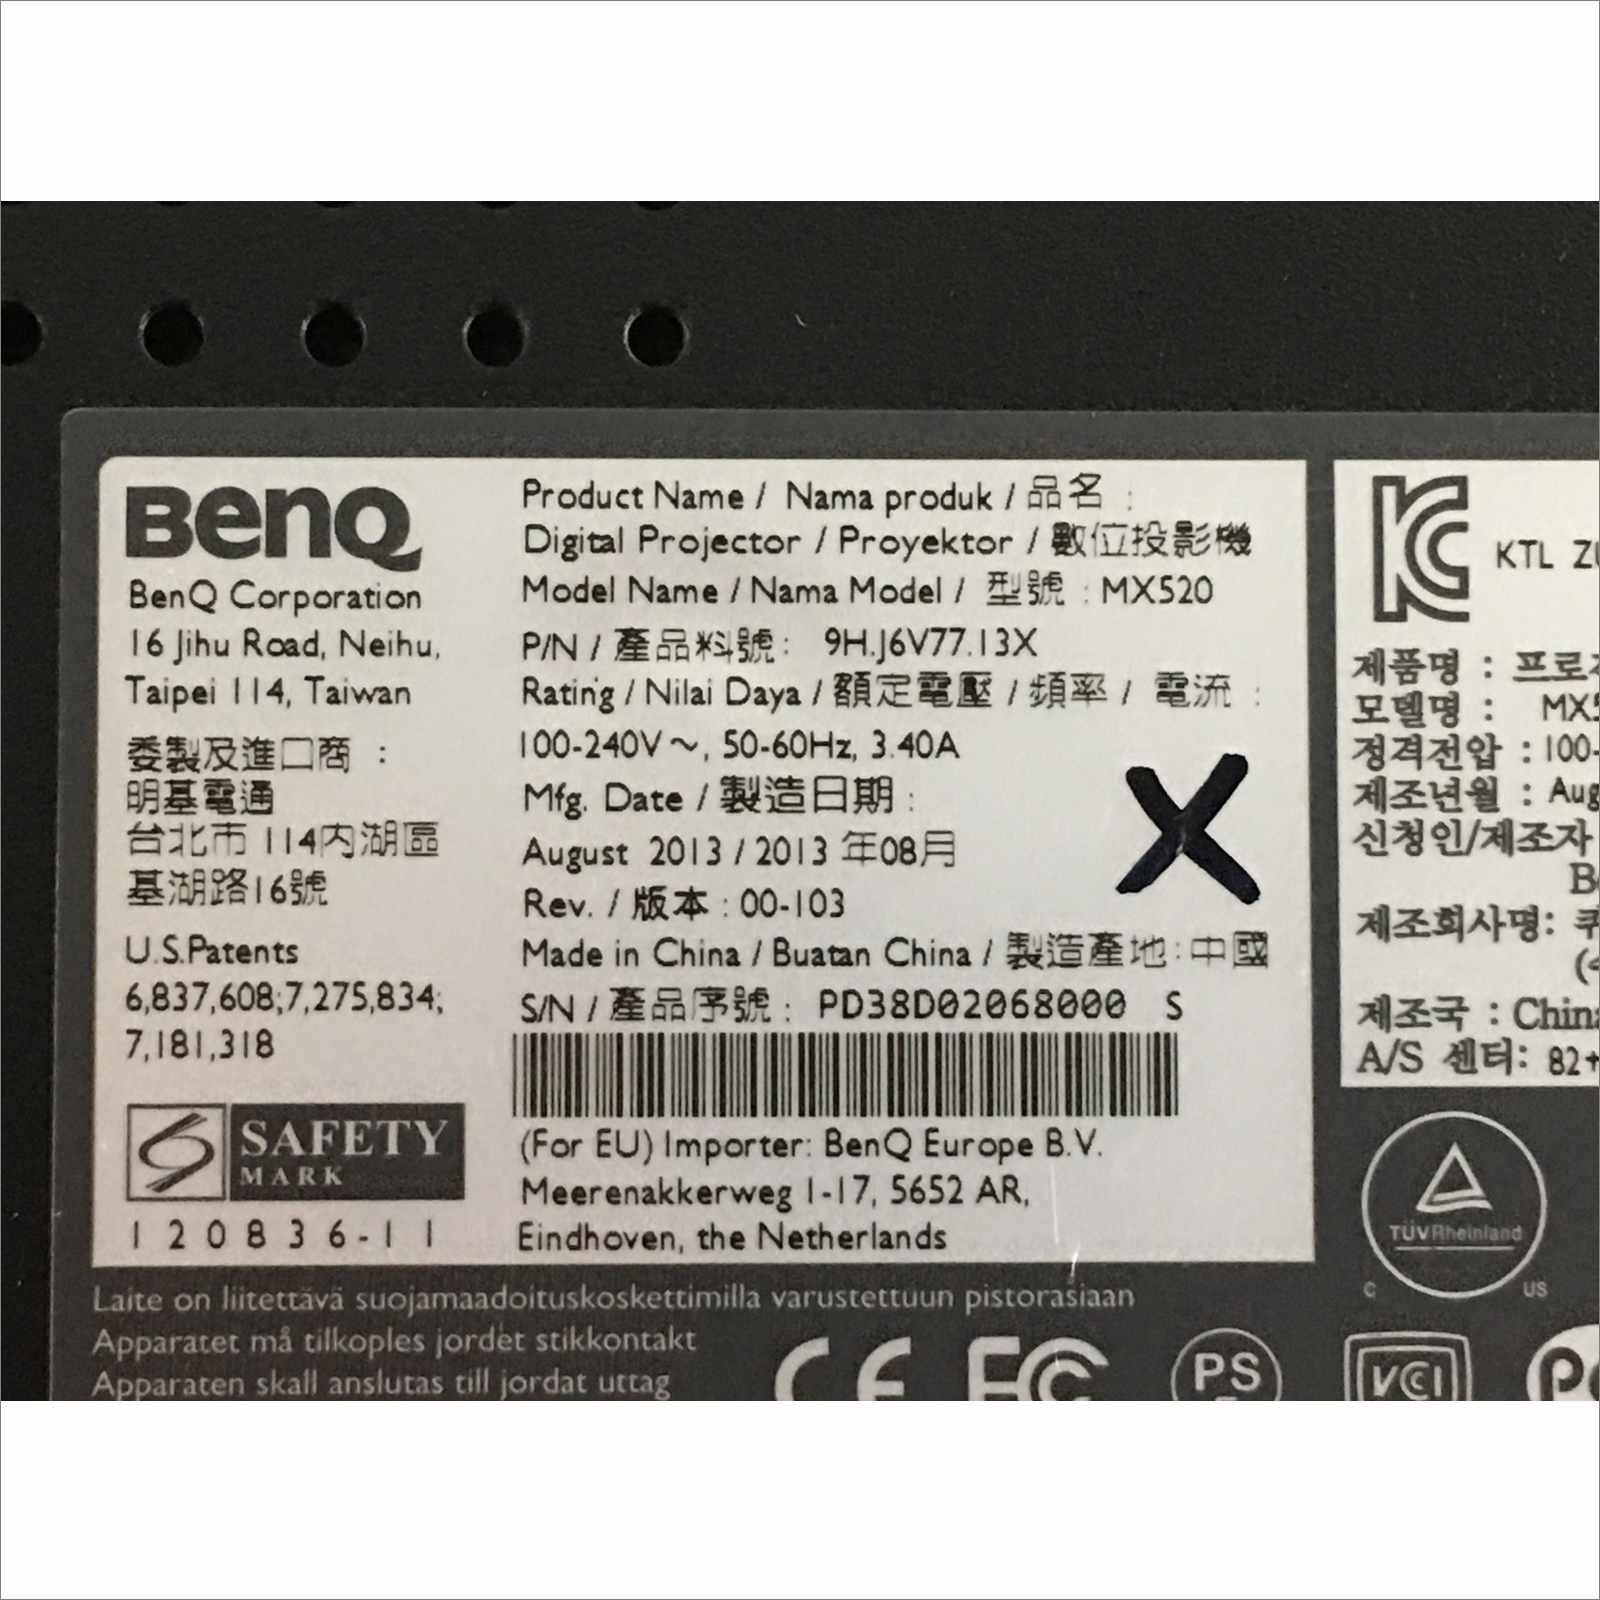 BenQ
BenQ Corporation
16 Jihu Road, Neihu,
Taipei 114, Taiwan
委製及進口商 :
明基電通
台北市 114內湖區
基湖路16號
U.S.Patents
6,837,608;7,275,834;
7,181,318
SAFETY
MARK
120836-11
Product Name / Nama produk / 品名 :
Digital Projector / Proyektor / 數位投影機
Model Name / Nama Model / 型號 : MX520
P/N / 產品料號: 9H.J6V77.13X
Rating / Nilai Daya / 額定電壓 / 頻率 / 電流 :
100-240V～, 50-60Hz, 3.40A
Mfg. Date / 製造日期 :
August 2013 / 2013 年08月
X
Rev. / 版本 : 00-103
Made in China / Buatan China / 製造產地: 中國
S/N / 產品序號: PD38D02068000 S
(For EU) Importer: BenQ Europe B.V.
Meerenakkerweg 1-17, 5652 AR,
Eindhoven, the Netherlands
KTL
제품명 : 프로
모델명 :
정격전압 : 100-
제조년월 : Aug
신청인/제조자
제조회사명:
제조국 : China
A/S 센터: 82+
TÜVRheinland
C US
Laite on liitettävä suojamaadoituskoskettimilla varustettuun pistorasiaan
Apparatet må tilkoples jordet stikkontakt
Apparaten skall anslutas till jordat uttag
CE FC PS VCI